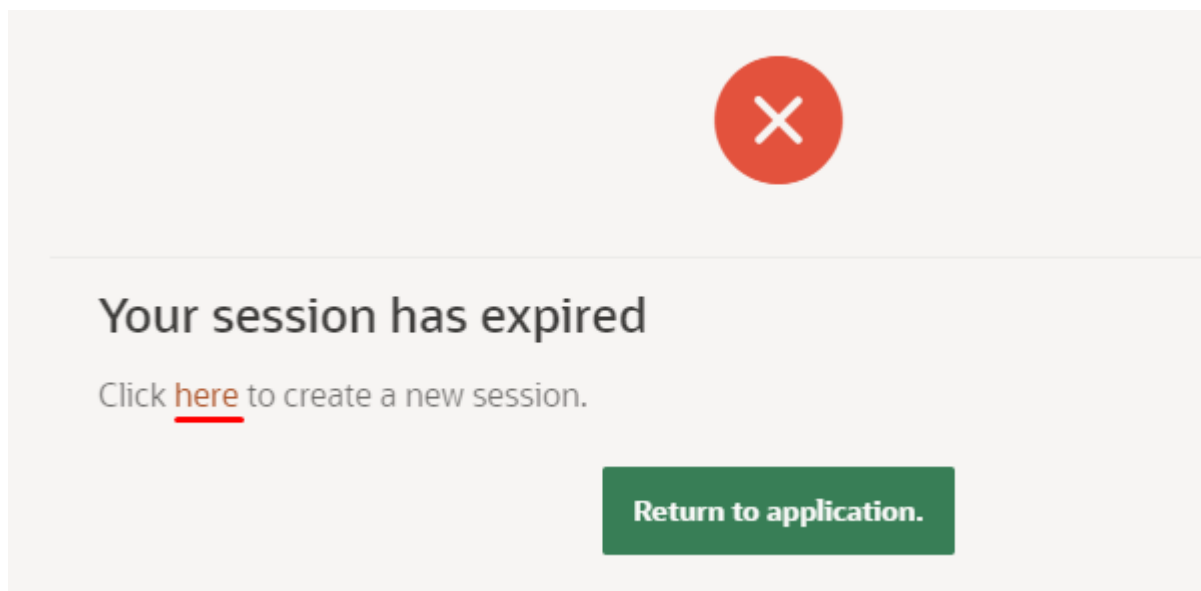 Your session has expired
Click here to create a new session.
Return to application.